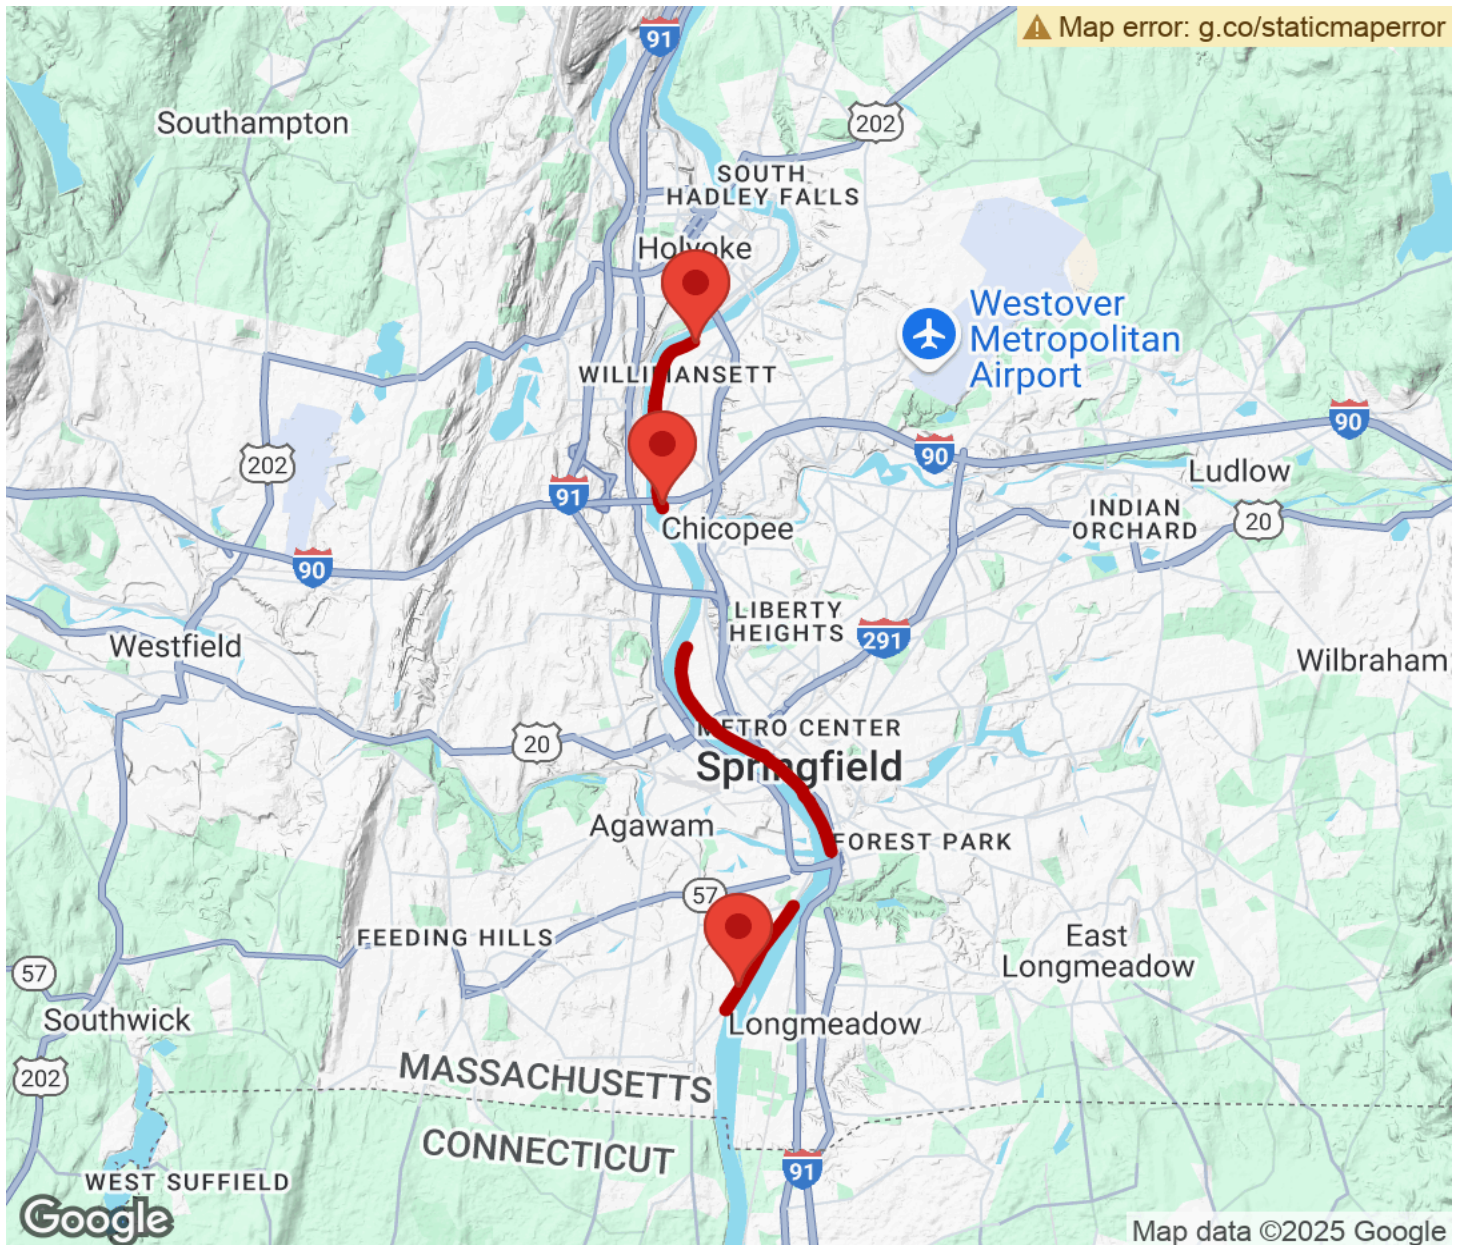 Map error: g.co/staticmaperror
91
Southampton
202
SOUTH
HADLEY FALLS
Holyoke
Westover
Metropolitan
Airport
WILLIMANSETT
90
202
90
91
Ludlow
INDIAN
ORCHARD
20
Chicopee
90
LIBERTY
HEIGHTS
291
Westfield
Wilbraham
METRO CENTER
20
Springfield
Agawam
FOREST PARK
57
FEEDING HILLS
East
Longmeadow
57
Southwick
Longmeadow
202
MASSACHUSETTS
CONNECTICUT
91
WEST SUFFIELD
Google
Map data ©2025 Google